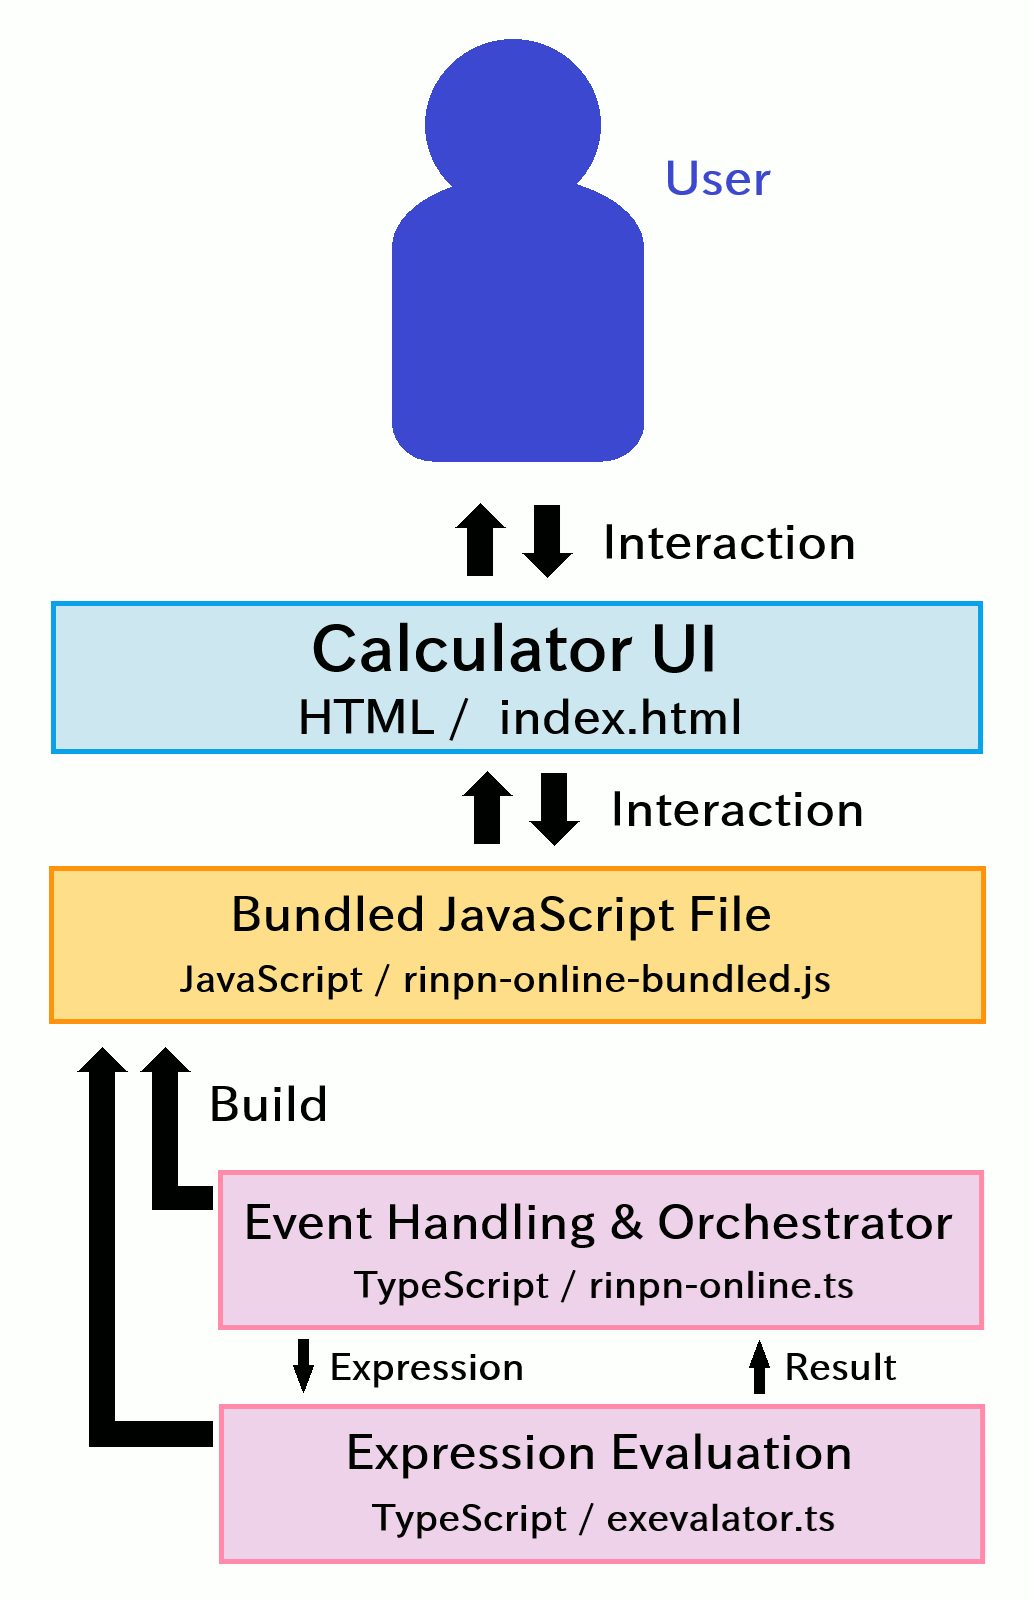 User
Interaction
Calculator UI
HTML /  index.html
Interaction
Bundled JavaScript File
JavaScript / rinpn-online-bundled.js
Build
Event Handling & Orchestrator
TypeScript / rinpn-online.ts
Expression
Result
Expression Evaluation
TypeScript / exevalator.ts